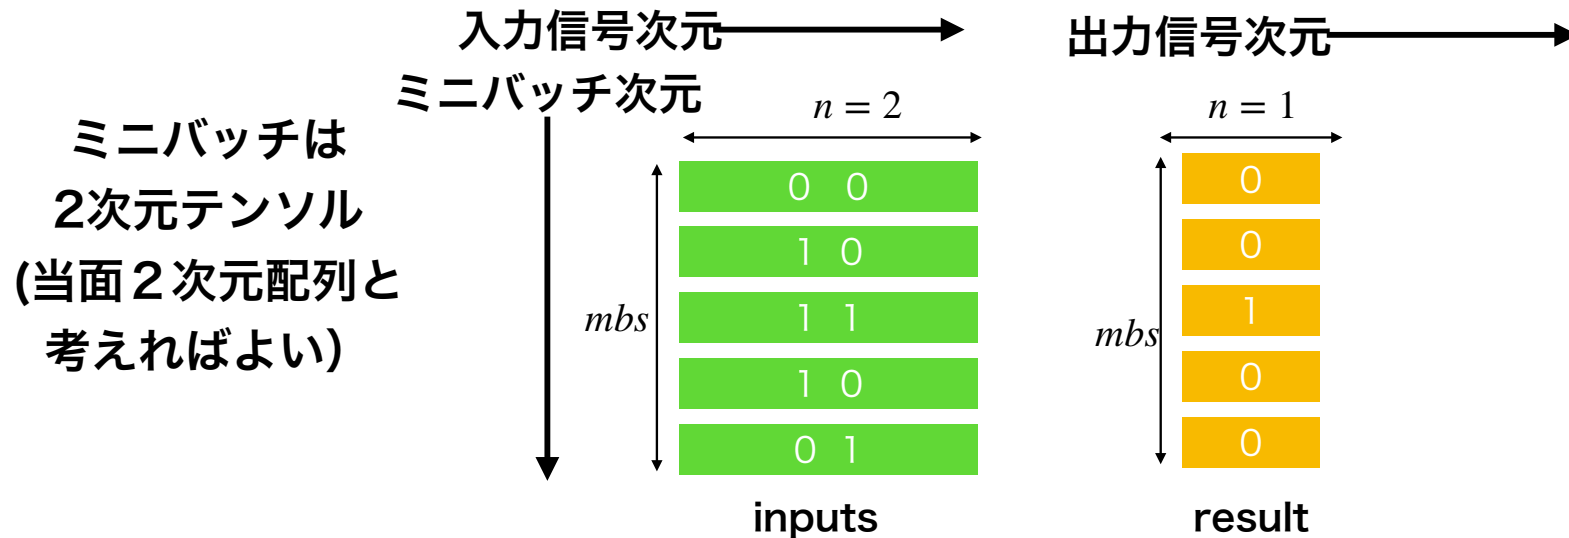 入力信号次元
出力信号次元
ミニバッチ次元
n = 2
n = 1
ミニバッチは
2次元テンソル
(当面２次元配列と
考えればよい）
mbs
0 0
1 0
1 1
1 0
0 1
inputs
mbs
0
0
1
0
0
result